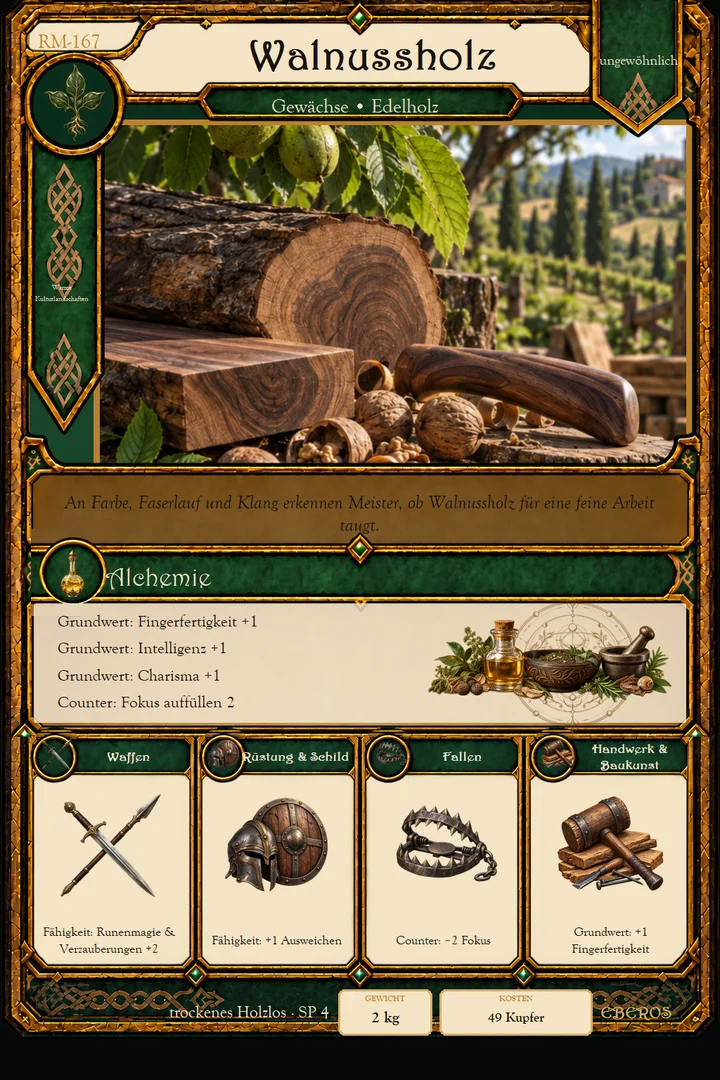 RM-167
Walnussholz
ungewöhnlich
Gewächse • Edelholz
Warme
Kulturlandschaften
An Farbe, Faserlauf und Klang erkennen Meister, ob Walnussholz für eine feine Arbeit
taugt.
Alchemie
Grundwert: Fingerfertigkeit +1
Grundwert: Intelligenz +1
Grundwert: Charisma +1
Counter: Fokus auffüllen 2
Waffen
Rüstung & Schild
Fallen
Handwerk &
Baukunst
Fähigkeit: Runenmagie &
Verzauberungen +2
Fähigkeit: +1 Ausweichen
Counter: −2 Fokus
Grundwert: +1
Fingerfertigkeit
trockenes Holzlos · SP 4
GEWICHT
2 kg
KOSTEN
49 Kupfer
EBEROS